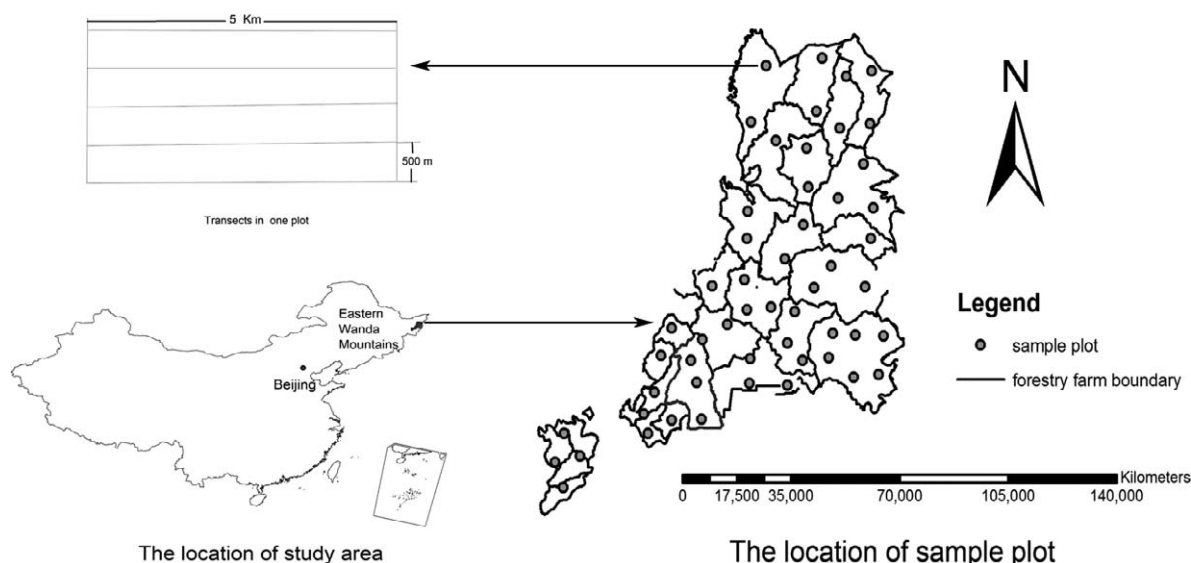 5 Km
500 m
Transects in one plot
Eastern
Wanda
Mountains
Beijing
The location of study area
N
Legend
sample plot
forestry farm boundary
Kilometers
0 17,500 35,000 70,000 105,000 140,000
The location of sample plot